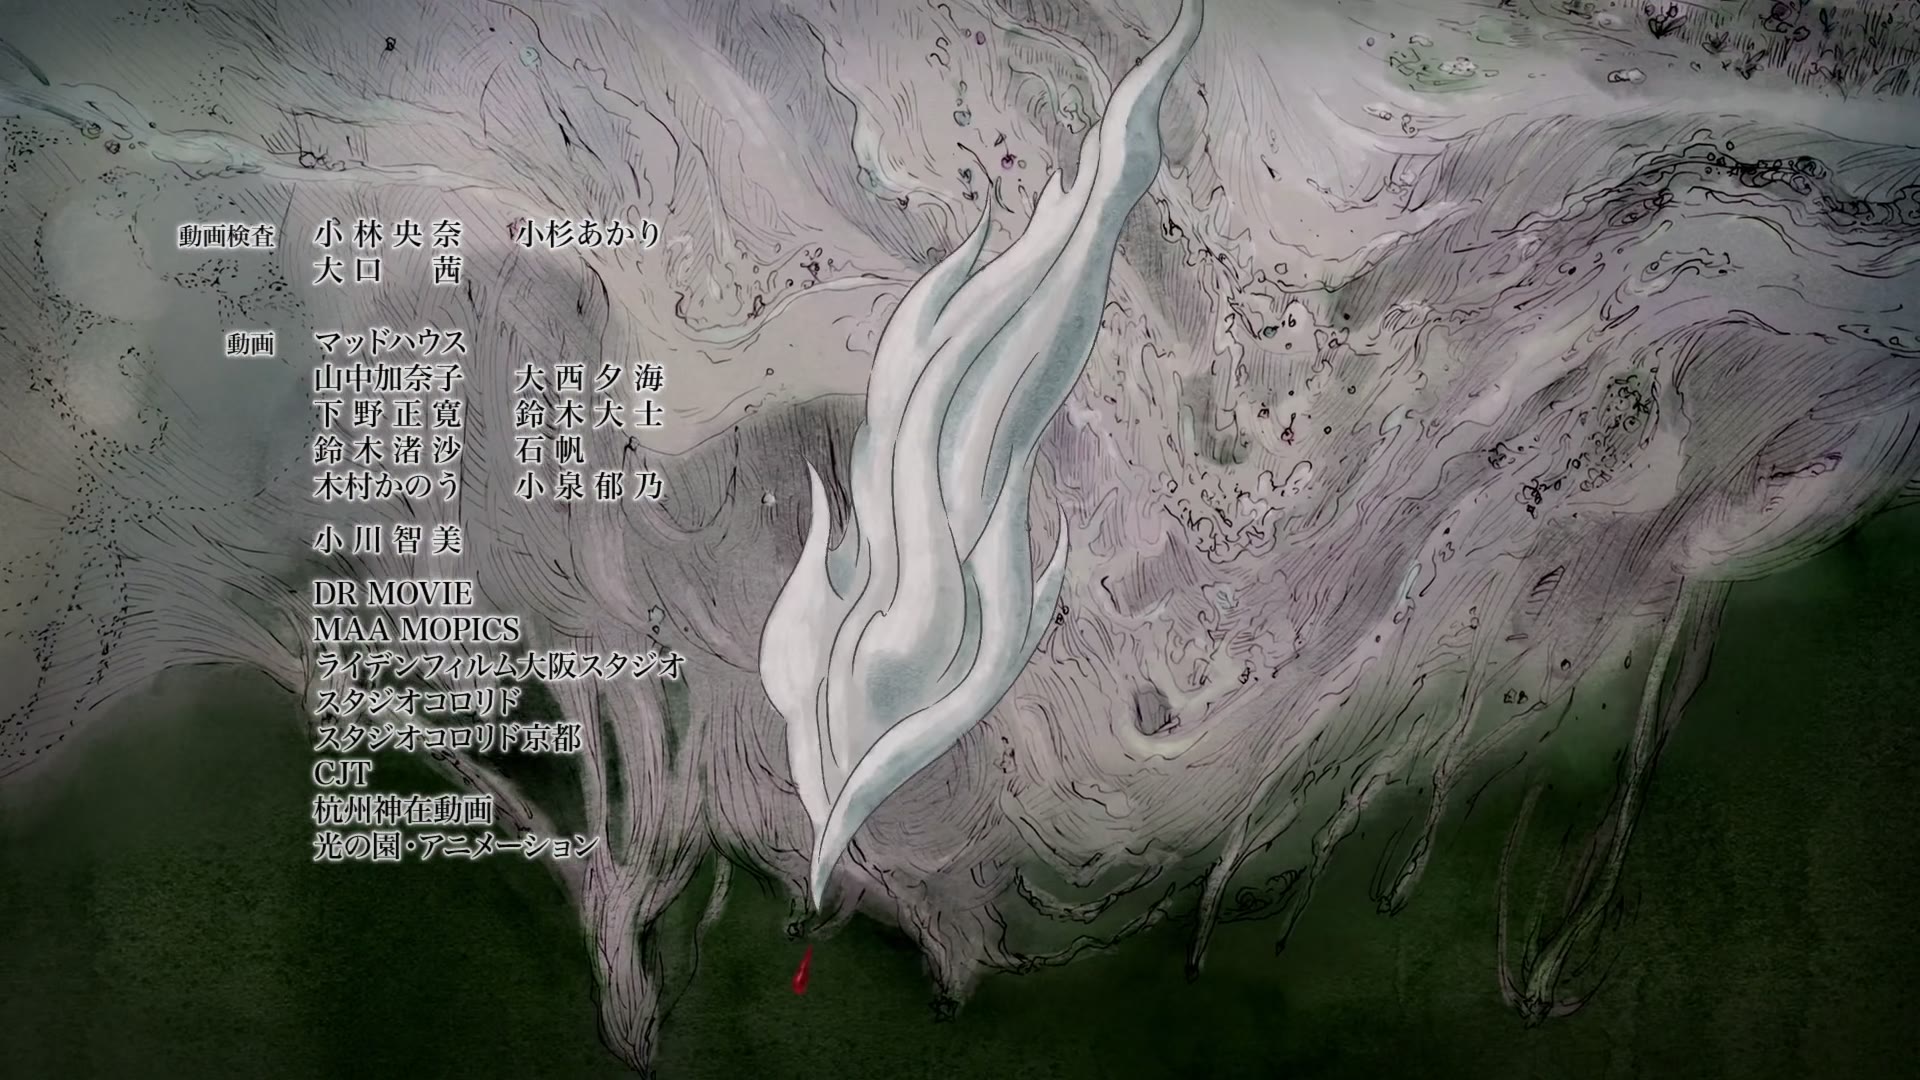 動画検査 小林央奈 小杉あかり
大口 茜
動画 マッドハウス
山中加奈子 大西夕海
下野正寛 鈴木大士
鈴木渚沙 石帆
木村かのう 小泉郁乃
小川智美
DR MOVIE
MAA MOPICS
ライデンフィルム大阪スタジオ
スタジオコロリド
スタジオコロリド京都
CJT
杭州神在動画
光の園・アニメーション